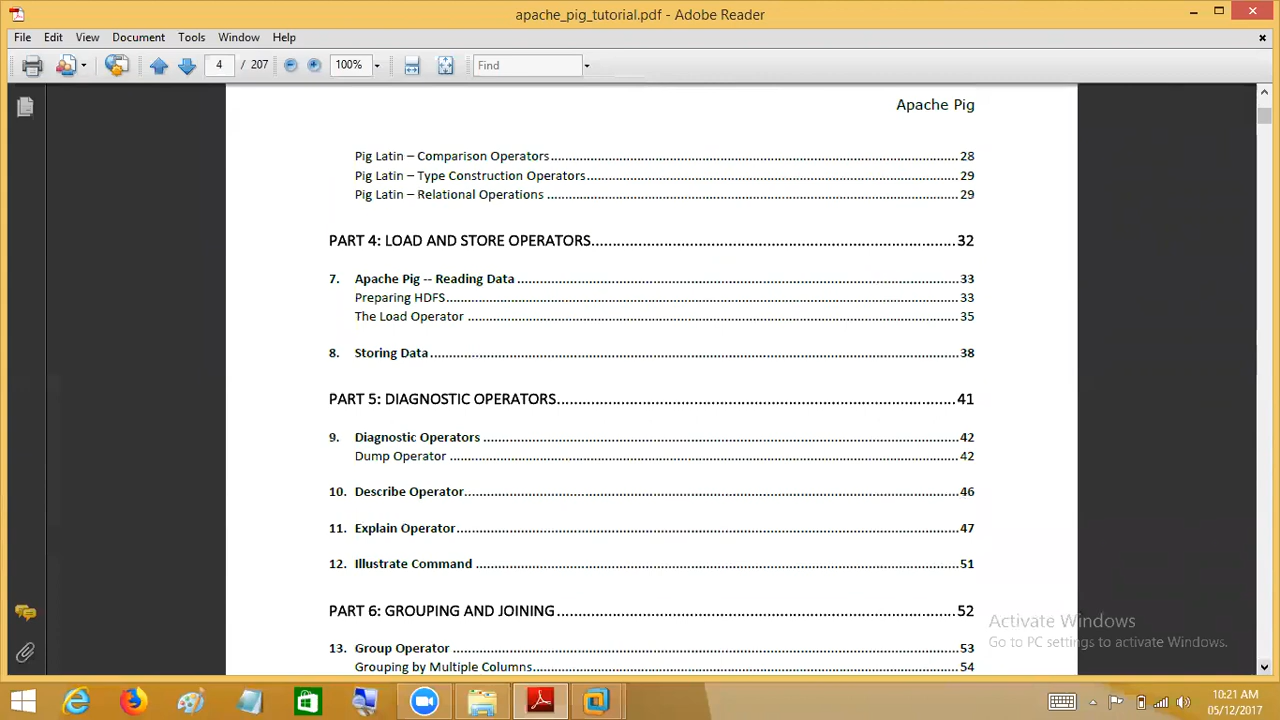 apache_pig_tutorial.pdf - Adobe Reader
File Edit View Document Tools Window Help
4 / 207 100% Find
Apache Pig
Pig Latin – Comparison Operators 28
Pig Latin – Type Construction Operators 29
Pig Latin – Relational Operations 29
PART 4: LOAD AND STORE OPERATORS 32
7. Apache Pig -- Reading Data 33
Preparing HDFS 33
The Load Operator 35
8. Storing Data 38
PART 5: DIAGNOSTIC OPERATORS 41
9. Diagnostic Operators 42
Dump Operator 42
10. Describe Operator 46
11. Explain Operator 47
12. Illustrate Command 51
PART 6: GROUPING AND JOINING 52
13. Group Operator 53
Grouping by Multiple Columns 54
Activate Windows
Go to PC settings to activate Windows.
10:21 AM
05/12/2017